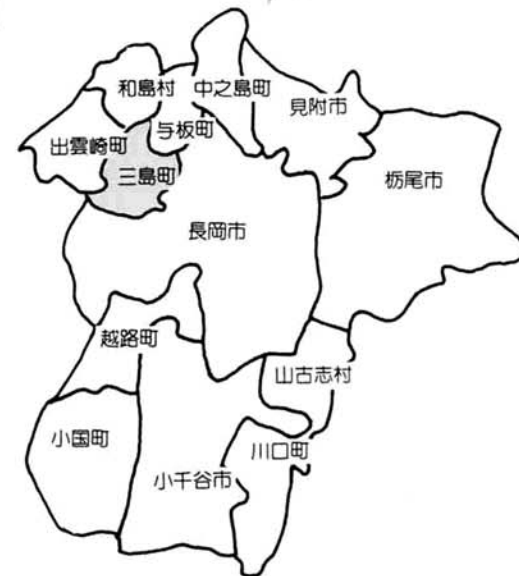 和島村
中之島町
見附市
与板町
出雲崎町
三島町
栃尾市
長岡市
越路町
山古志村
小国町
川口町
小千谷市